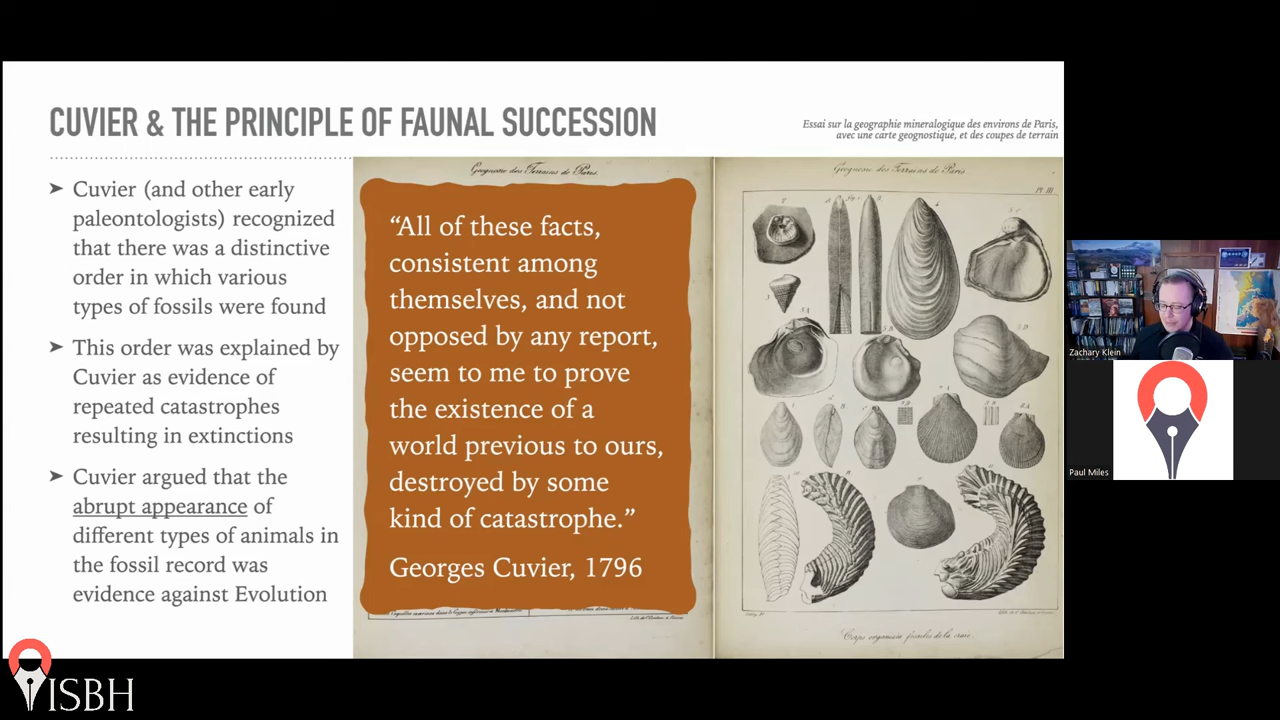 CUVIER & THE PRINCIPLE OF FAUNAL SUCCESSION
Essai sur la geographie mineralogique des environs de Paris,
avec une carte geognostique, et des coupes de terrain
➤ Cuvier (and other early
paleontologists) recognized
that there was a distinctive
order in which various
types of fossils were found
➤ This order was explained by
Cuvier as evidence of
repeated catastrophes
resulting in extinctions
➤ Cuvier argued that the
abrupt appearance of
different types of animals in
the fossil record was
evidence against Evolution
Geognosie des Terrains de Paris.
“All of these facts,
consistent among
themselves, and not
opposed by any report,
seem to me to prove
the existence of a
world previous to ours,
destroyed by some
kind of catastrophe.”
Georges Cuvier, 1796
Geognosie des Terrains de Paris
Pl. III
Corps organisés fossiles de la craie.
Zachary Klein
Paul Miles
ISBH